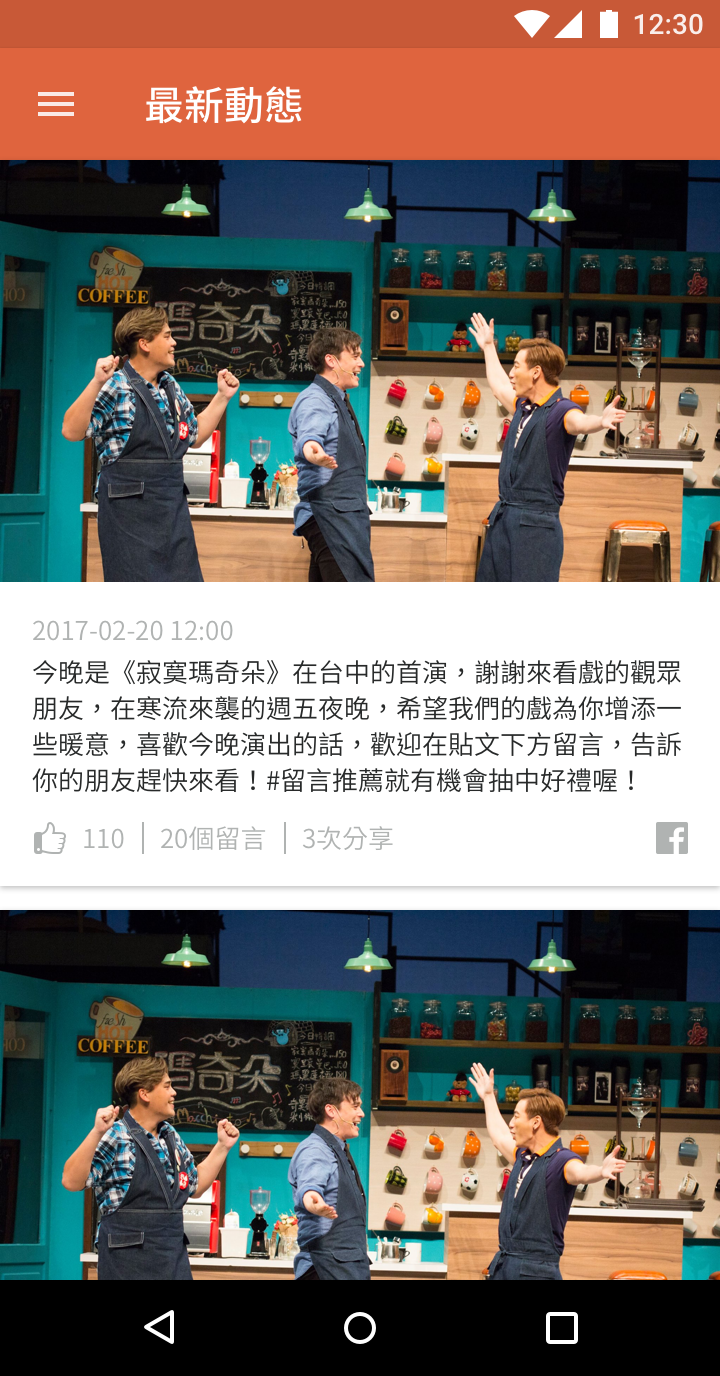 12:30
最新動態
fresh
HOT
COFFEE
瑪奇朵
Macchiato
2017-02-20 12:00
今晚是《寂寞瑪奇朵》在台中的首演，謝謝來看戲的觀眾
朋友，在寒流來襲的週五夜晚，希望我們的戲為你增添一
些暖意，喜歡今晚演出的話，歡迎在貼文下方留言，告訴
你的朋友趕快來看！#留言推薦就有機會抽中好禮喔！
110 | 20個留言 | 3次分享
fresh
HOT
COFFEE
瑪奇朵